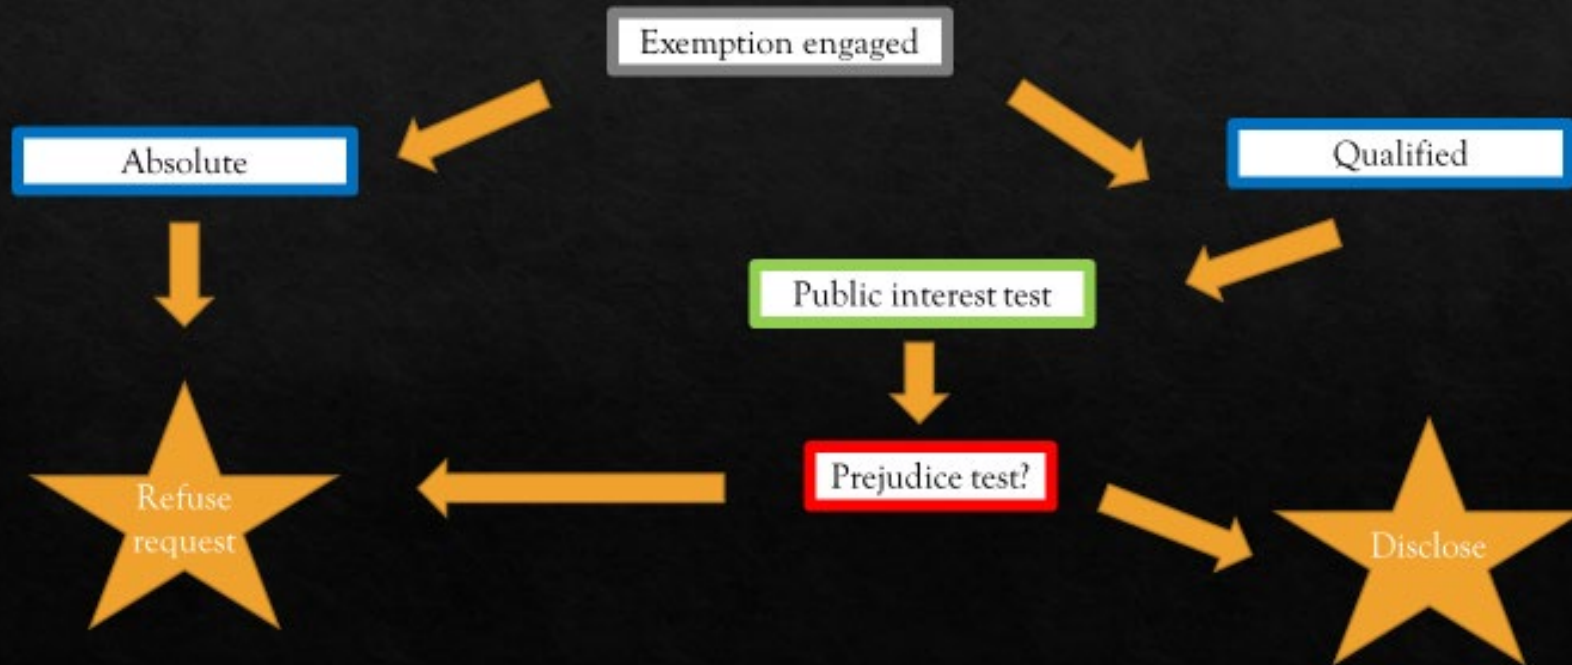 Exemption engaged
Absolute
Qualified
Public interest test
Prejudice test?
Refuse
request
Disclose